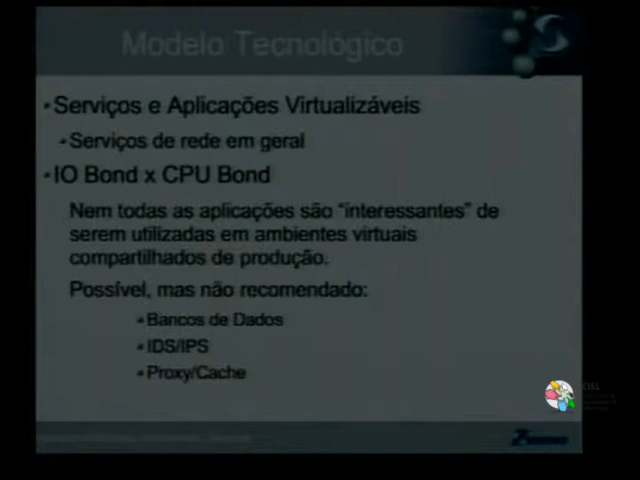 Modelo Tecnológico
Serviços e Aplicações Virtualizáveis
Serviços de rede em geral
IO Bond x CPU Bond
Nem todas as aplicações são “interessantes” de
serem utilizadas em ambientes virtuais
compartilhados de produção.
Possível, mas não recomendado:
Bancos de Dados
IDS/IPS
Proxy/Cache